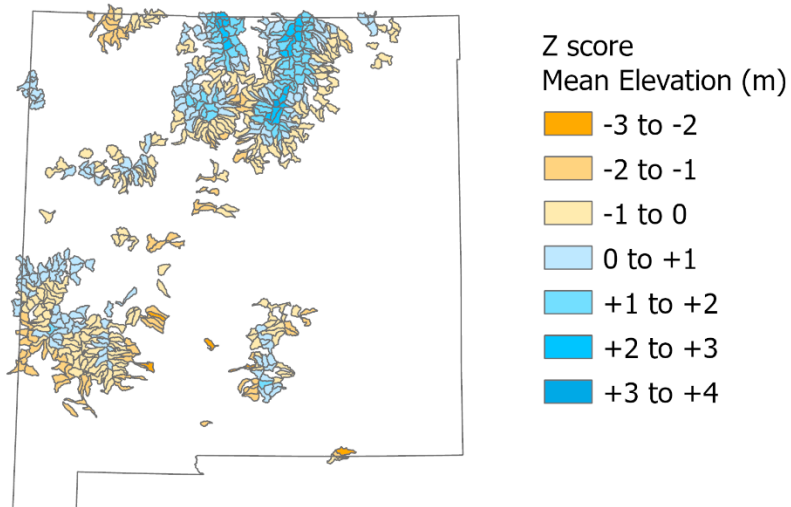 Z score
Mean Elevation (m)
-3 to -2
-2 to -1
-1 to 0
0 to +1
+1 to +2
+2 to +3
+3 to +4